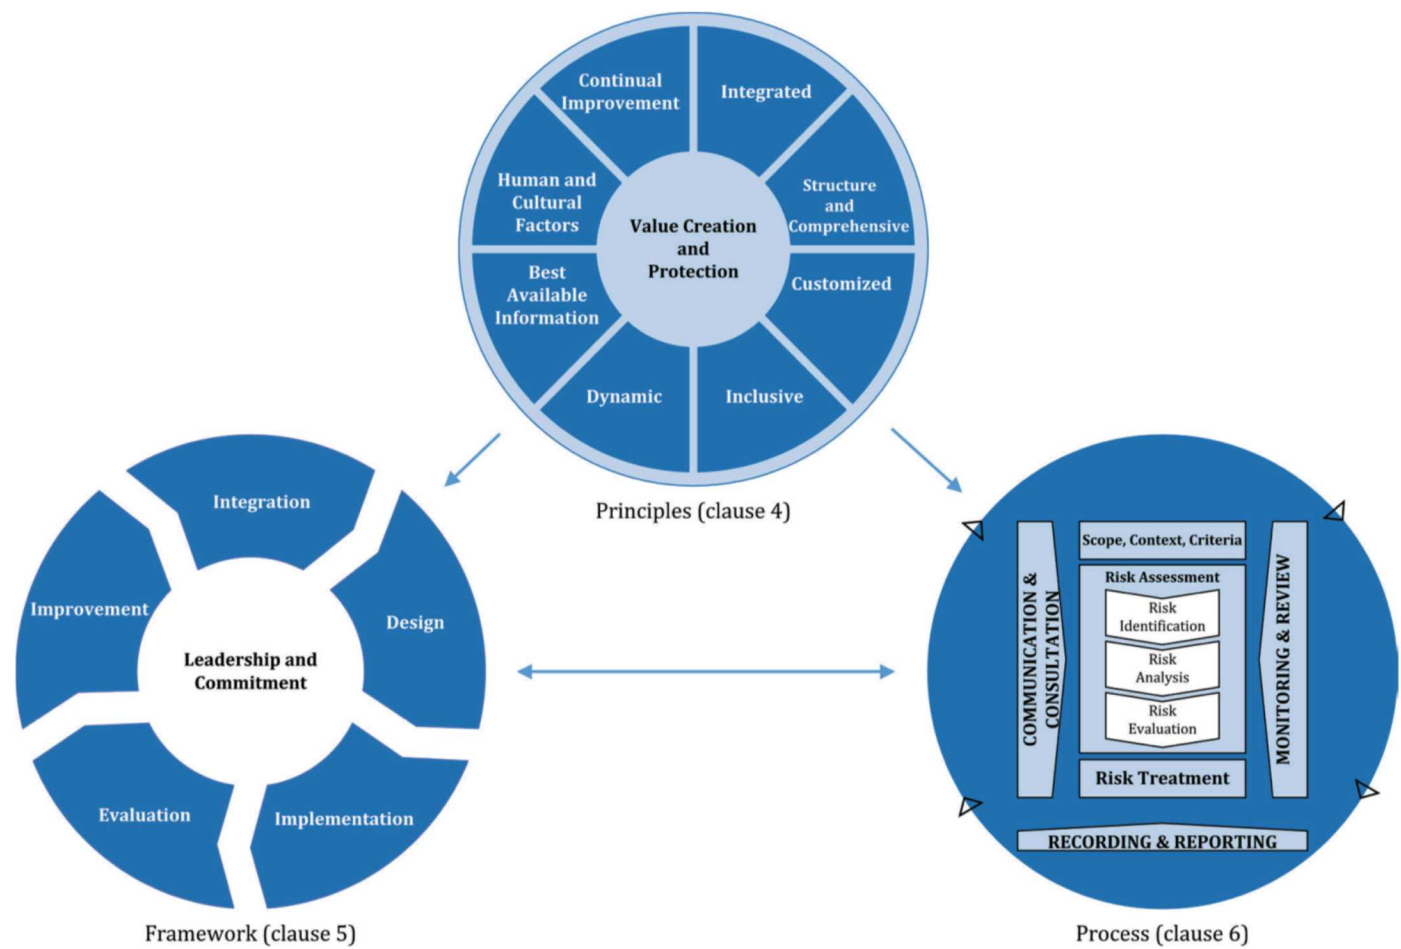 Continual
Improvement
Integrated
Structure
and
Comprehensive
Customized
Inclusive
Dynamic
Best
Available
Information
Human and
Cultural
Factors
Value Creation
and
Protection
Principles (clause 4)
Integration
Design
Implementation
Evaluation
Improvement
Leadership and
Commitment
Framework (clause 5)
COMMUNICATION &
CONSULTATION
Scope, Context, Criteria
Risk Assessment
Risk
Identification
Risk
Analysis
Risk
Evaluation
Risk Treatment
MONITORING & REVIEW
RECORDING & REPORTING
Process (clause 6)